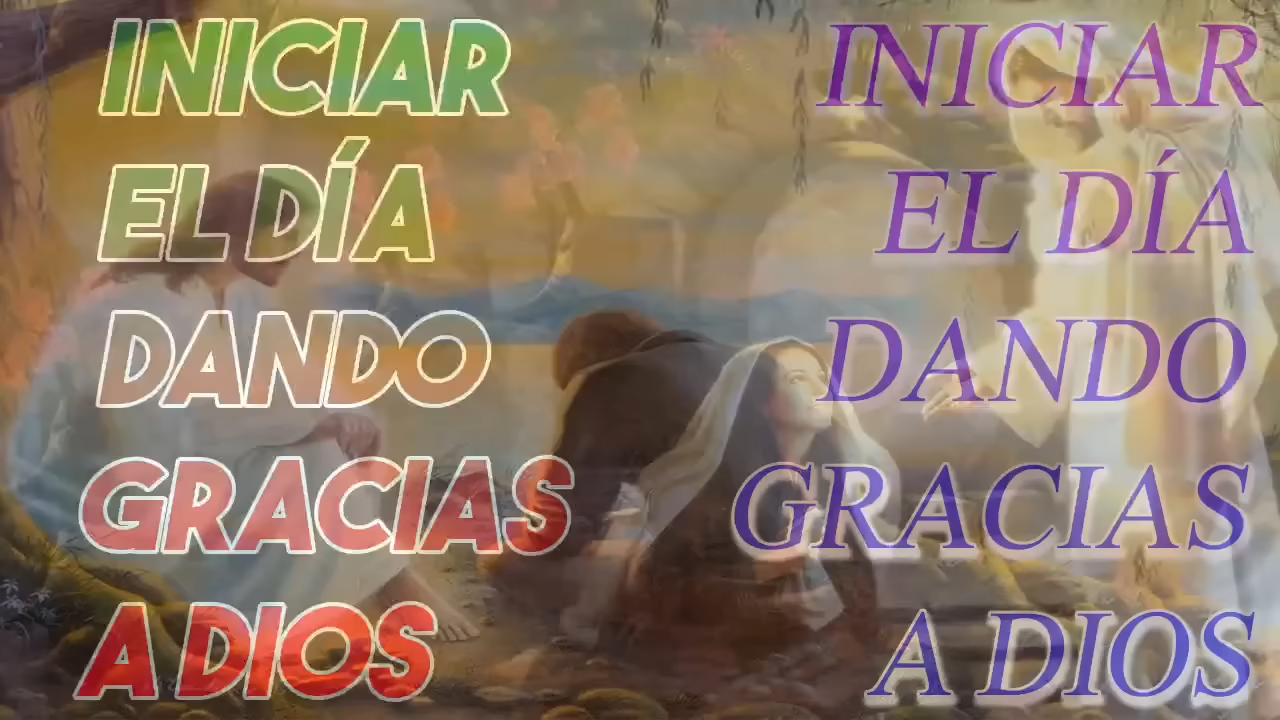 INICIAR
EL DÍA
DANDO
GRACIAS
A DIOS
INICIAR
EL DÍA
DANDO
GRACIAS
A DIOS